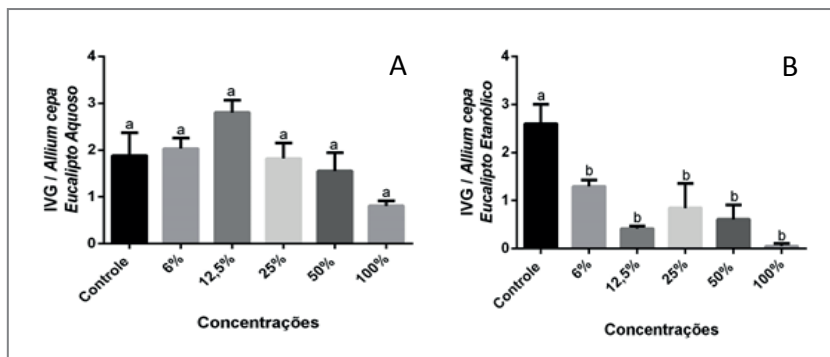 A
IVG / Allium cepa
Eucalipto Aquoso
4
3
2
1
0
a
a
a
a
a
a
Controle
6%
12,5%
25%
50%
100%
Concentrações
B
IVG / Allium cepa
Eucalipto Etanólico
4
3
2
1
0
a
b
b
b
b
b
Controle
6%
12,5%
25%
50%
100%
Concentrações